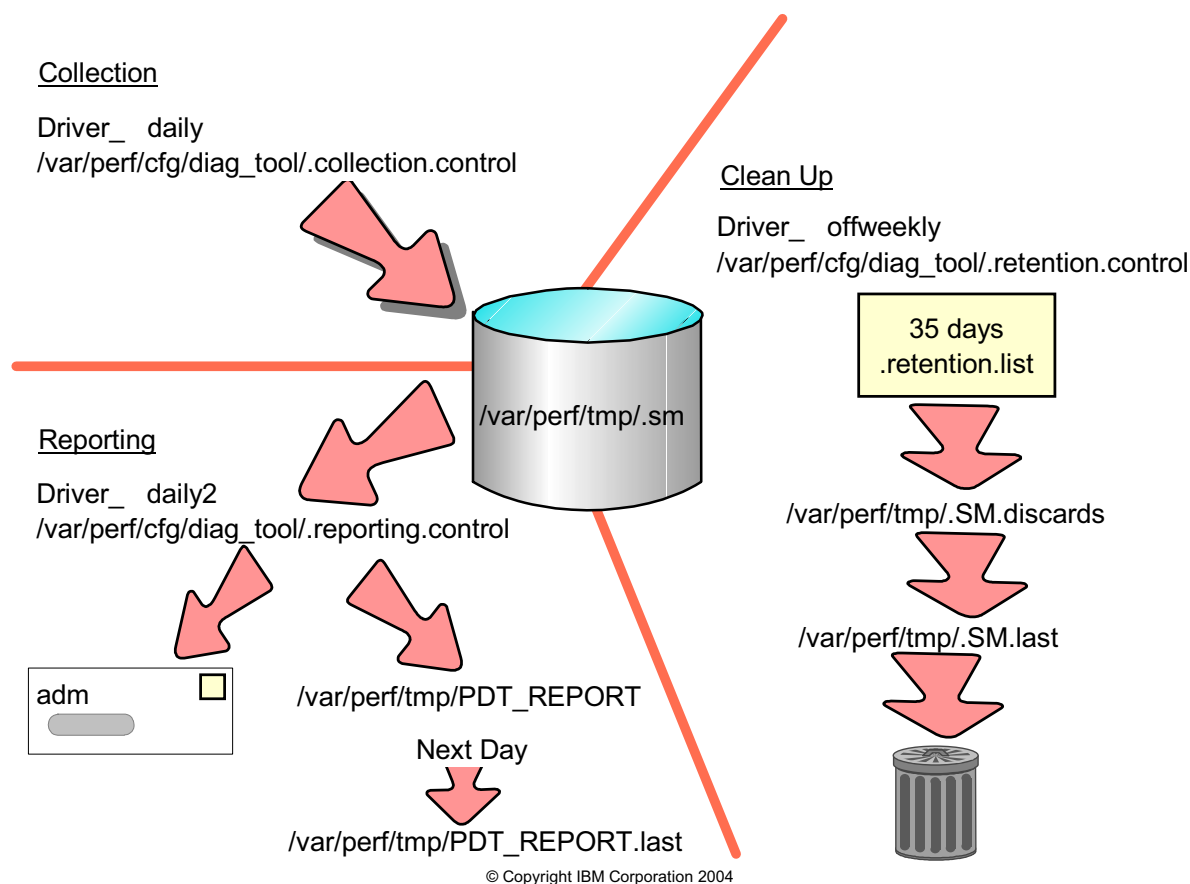 Collection
Driver_ daily
/var/perf/cfg/diag_tool/.collection.control
Clean Up
Driver_ offweekly
/var/perf/cfg/diag_tool/.retention.control
35 days
.retention.list
/var/perf/tmp/.sm
Reporting
Driver_ daily2
/var/perf/cfg/diag_tool/.reporting.control
/var/perf/tmp/.SM.discards
/var/perf/tmp/.SM.last
adm
/var/perf/tmp/PDT_REPORT
Next Day
/var/perf/tmp/PDT_REPORT.last
© Copyright IBM Corporation 2004